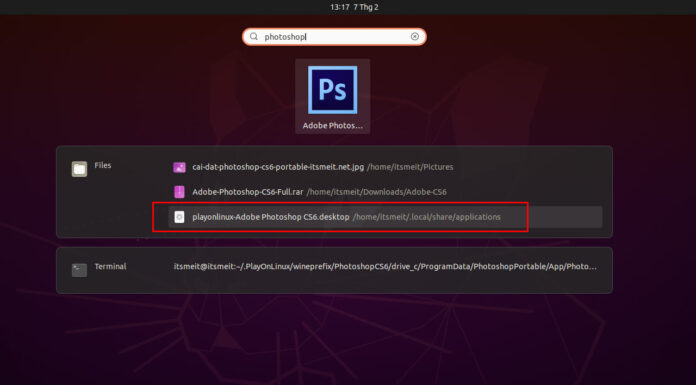 13:17 7 Thg 2
photoshop
Ps
Adobe Photos…
Files
cai-dat-photoshop-cs6-portable-itsmeit.net.jpg /home/itsmeit/Pictures
Adobe-Photoshop-CS6-Full.rar /home/itsmeit/Downloads/Adobe-CS6
playonlinux-Adobe Photoshop CS6.desktop /home/itsmeit/.local/share/applications
Terminal
itsmeit@itsmeit:~/.PlayOnLinux/wineprefix/PhotoshopCS6/drive_c/ProgramData/PhotoshopPortable/App/Photo…